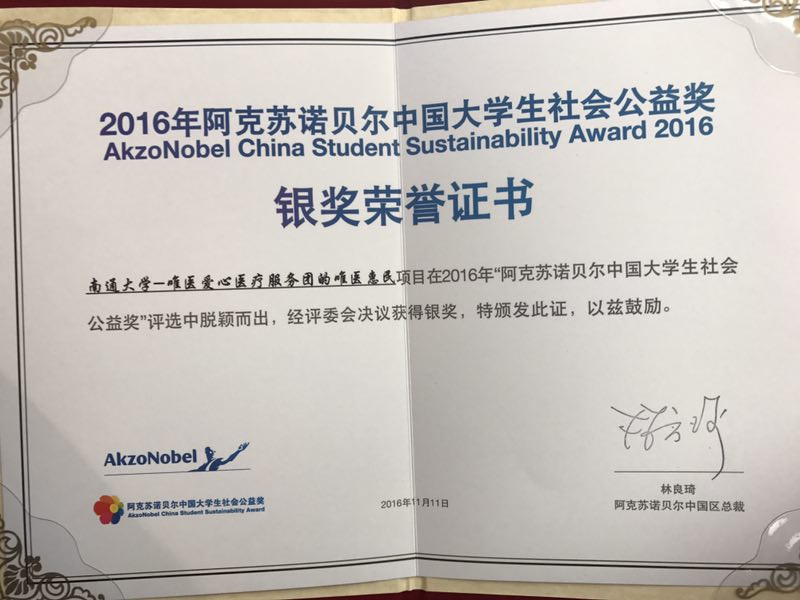 2016年阿克苏诺贝尔中国大学生社会公益奖
AkzoNobel China Student Sustainability Award 2016
银奖荣誉证书
南通大学—唯医爱心医疗服务团的唯医惠民项目在2016年“阿克苏诺贝尔中国大学生社会
公益奖”评选中脱颖而出，经评委会决议获得银奖，特颁发此证，以兹鼓励。
AkzoNobel
阿克苏诺贝尔中国大学生社会公益奖
AkzoNobel China Student Sustainability Award
2016年11月11日
林良琦
阿克苏诺贝尔中国区总裁